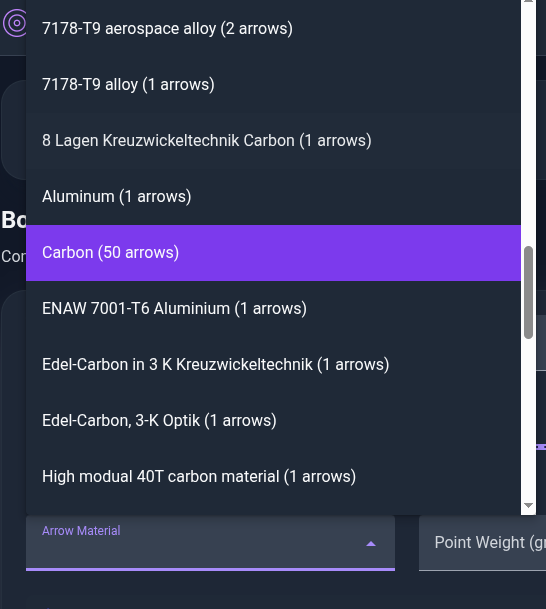 7178-T9 aerospace alloy (2 arrows)
7178-T9 alloy (1 arrows)
8 Lagen Kreuzwickeltechnik Carbon (1 arrows)
Aluminum (1 arrows)
Bo
Carbon (50 arrows)
Con
ENAW 7001-T6 Aluminium (1 arrows)
Edel-Carbon in 3 K Kreuzwickeltechnik (1 arrows)
Edel-Carbon, 3-K Optik (1 arrows)
High modual 40T carbon material (1 arrows)
Arrow Material
Point Weight (gr